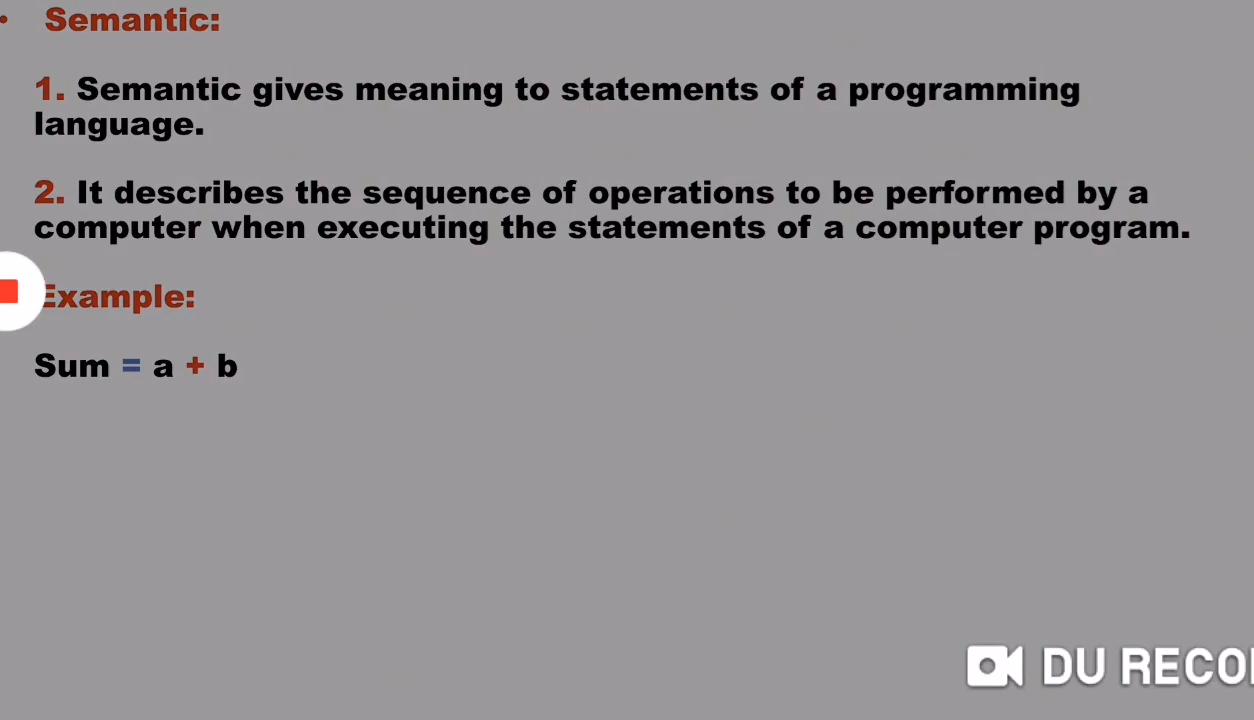 • Semantic:
1. Semantic gives meaning to statements of a programming
language.
2. It describes the sequence of operations to be performed by a
computer when executing the statements of a computer program.
Example:
Sum = a + b
DU RECO